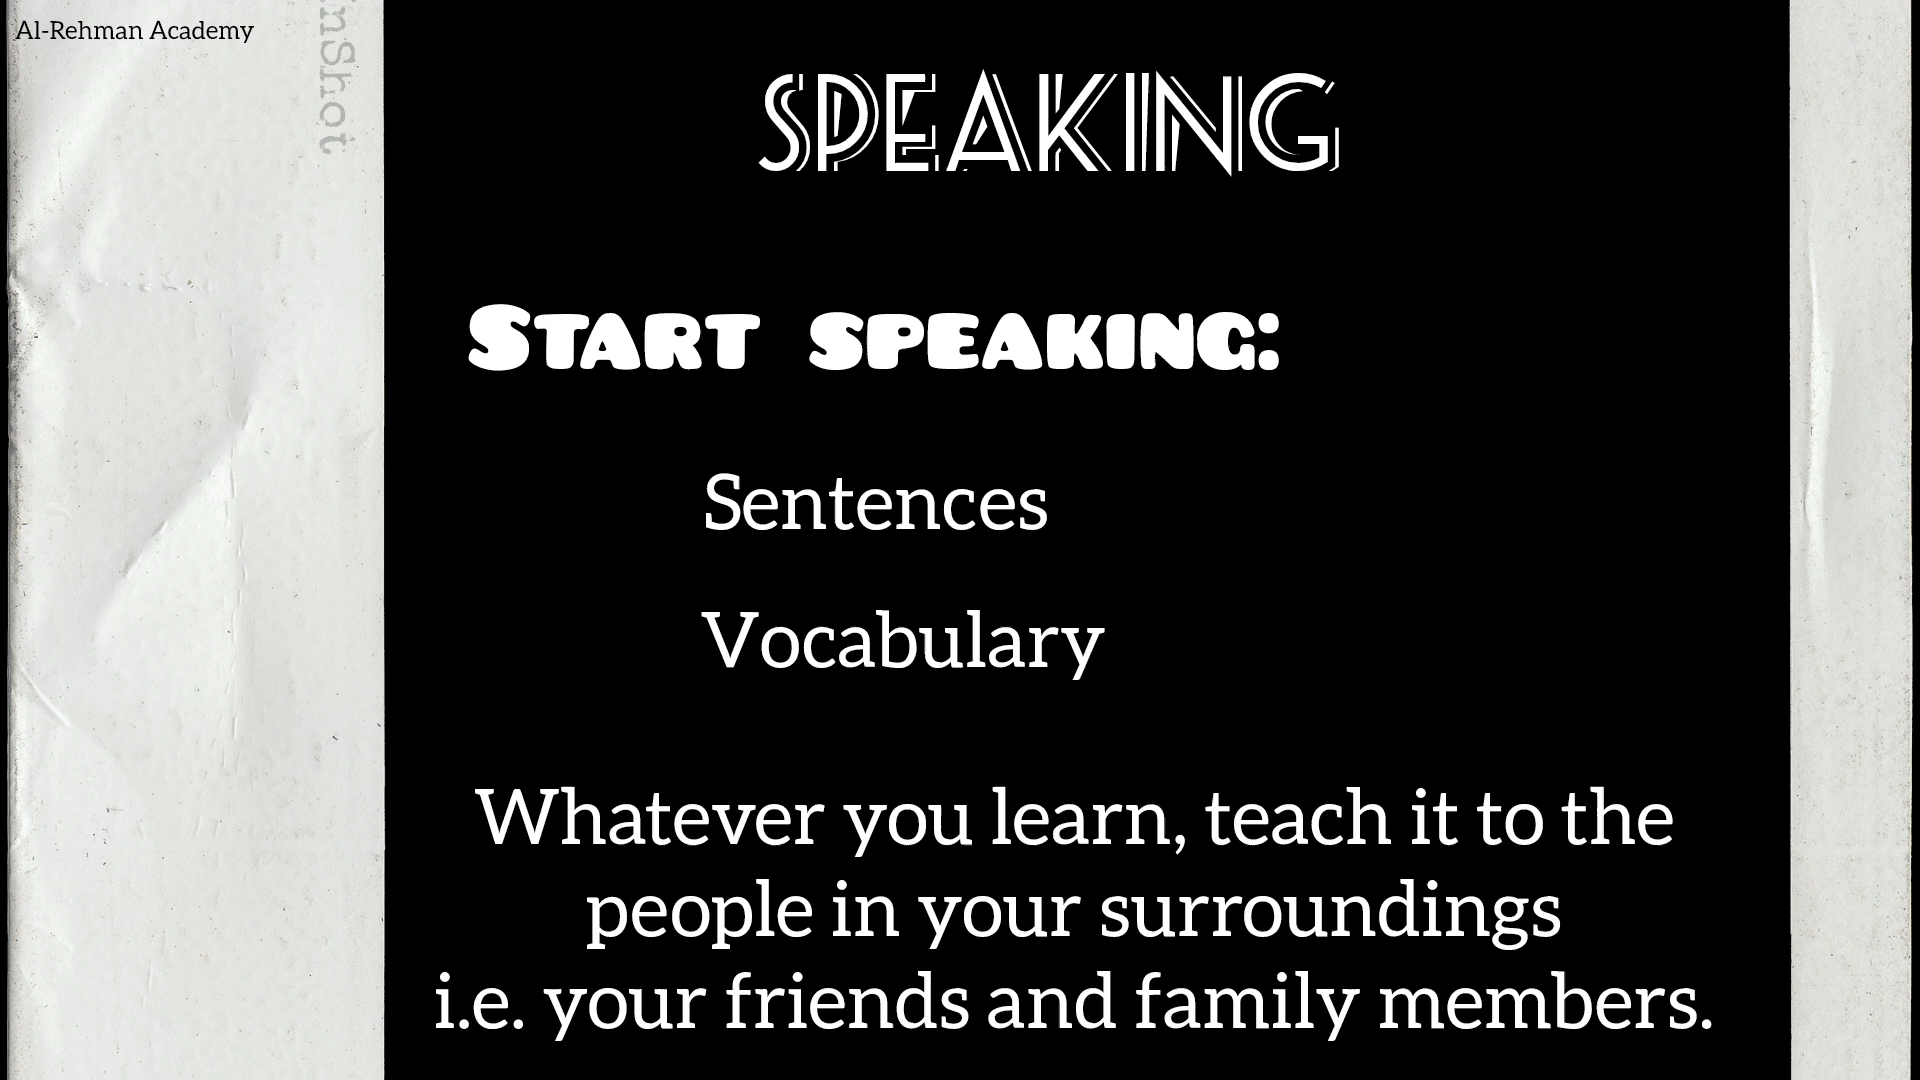 Al-Rehman Academy
nShot
SPEAKING
START SPEAKING:
Sentences
Vocabulary
Whatever you learn, teach it to the
people in your surroundings
i.e. your friends and family members.